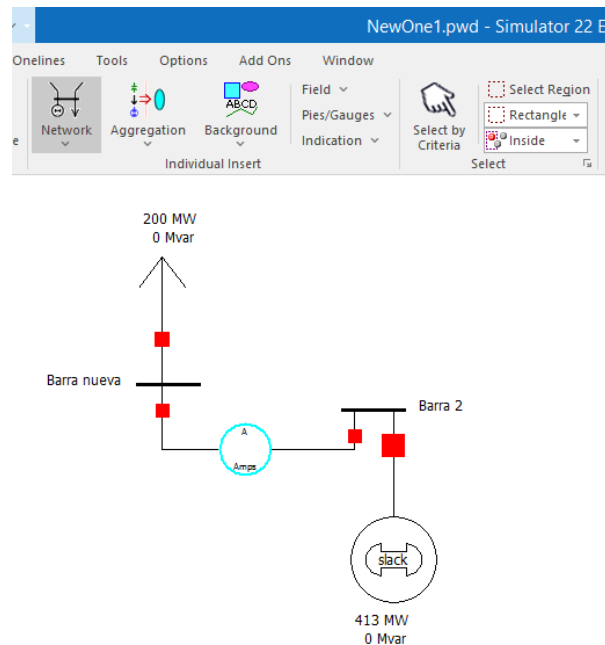 NewOne1.pwd - Simulator 22 E
Onelines Tools Options Add Ons Window
Network
Aggregation
ABCD
Background
Field
Pies/Gauges
Indication
Individual Insert
Select by
Criteria
Select Region
Rectangle
Inside
Select
200 MW
0 Mvar
Barra nueva
A
Amps
Barra 2
slack
413 MW
0 Mvar